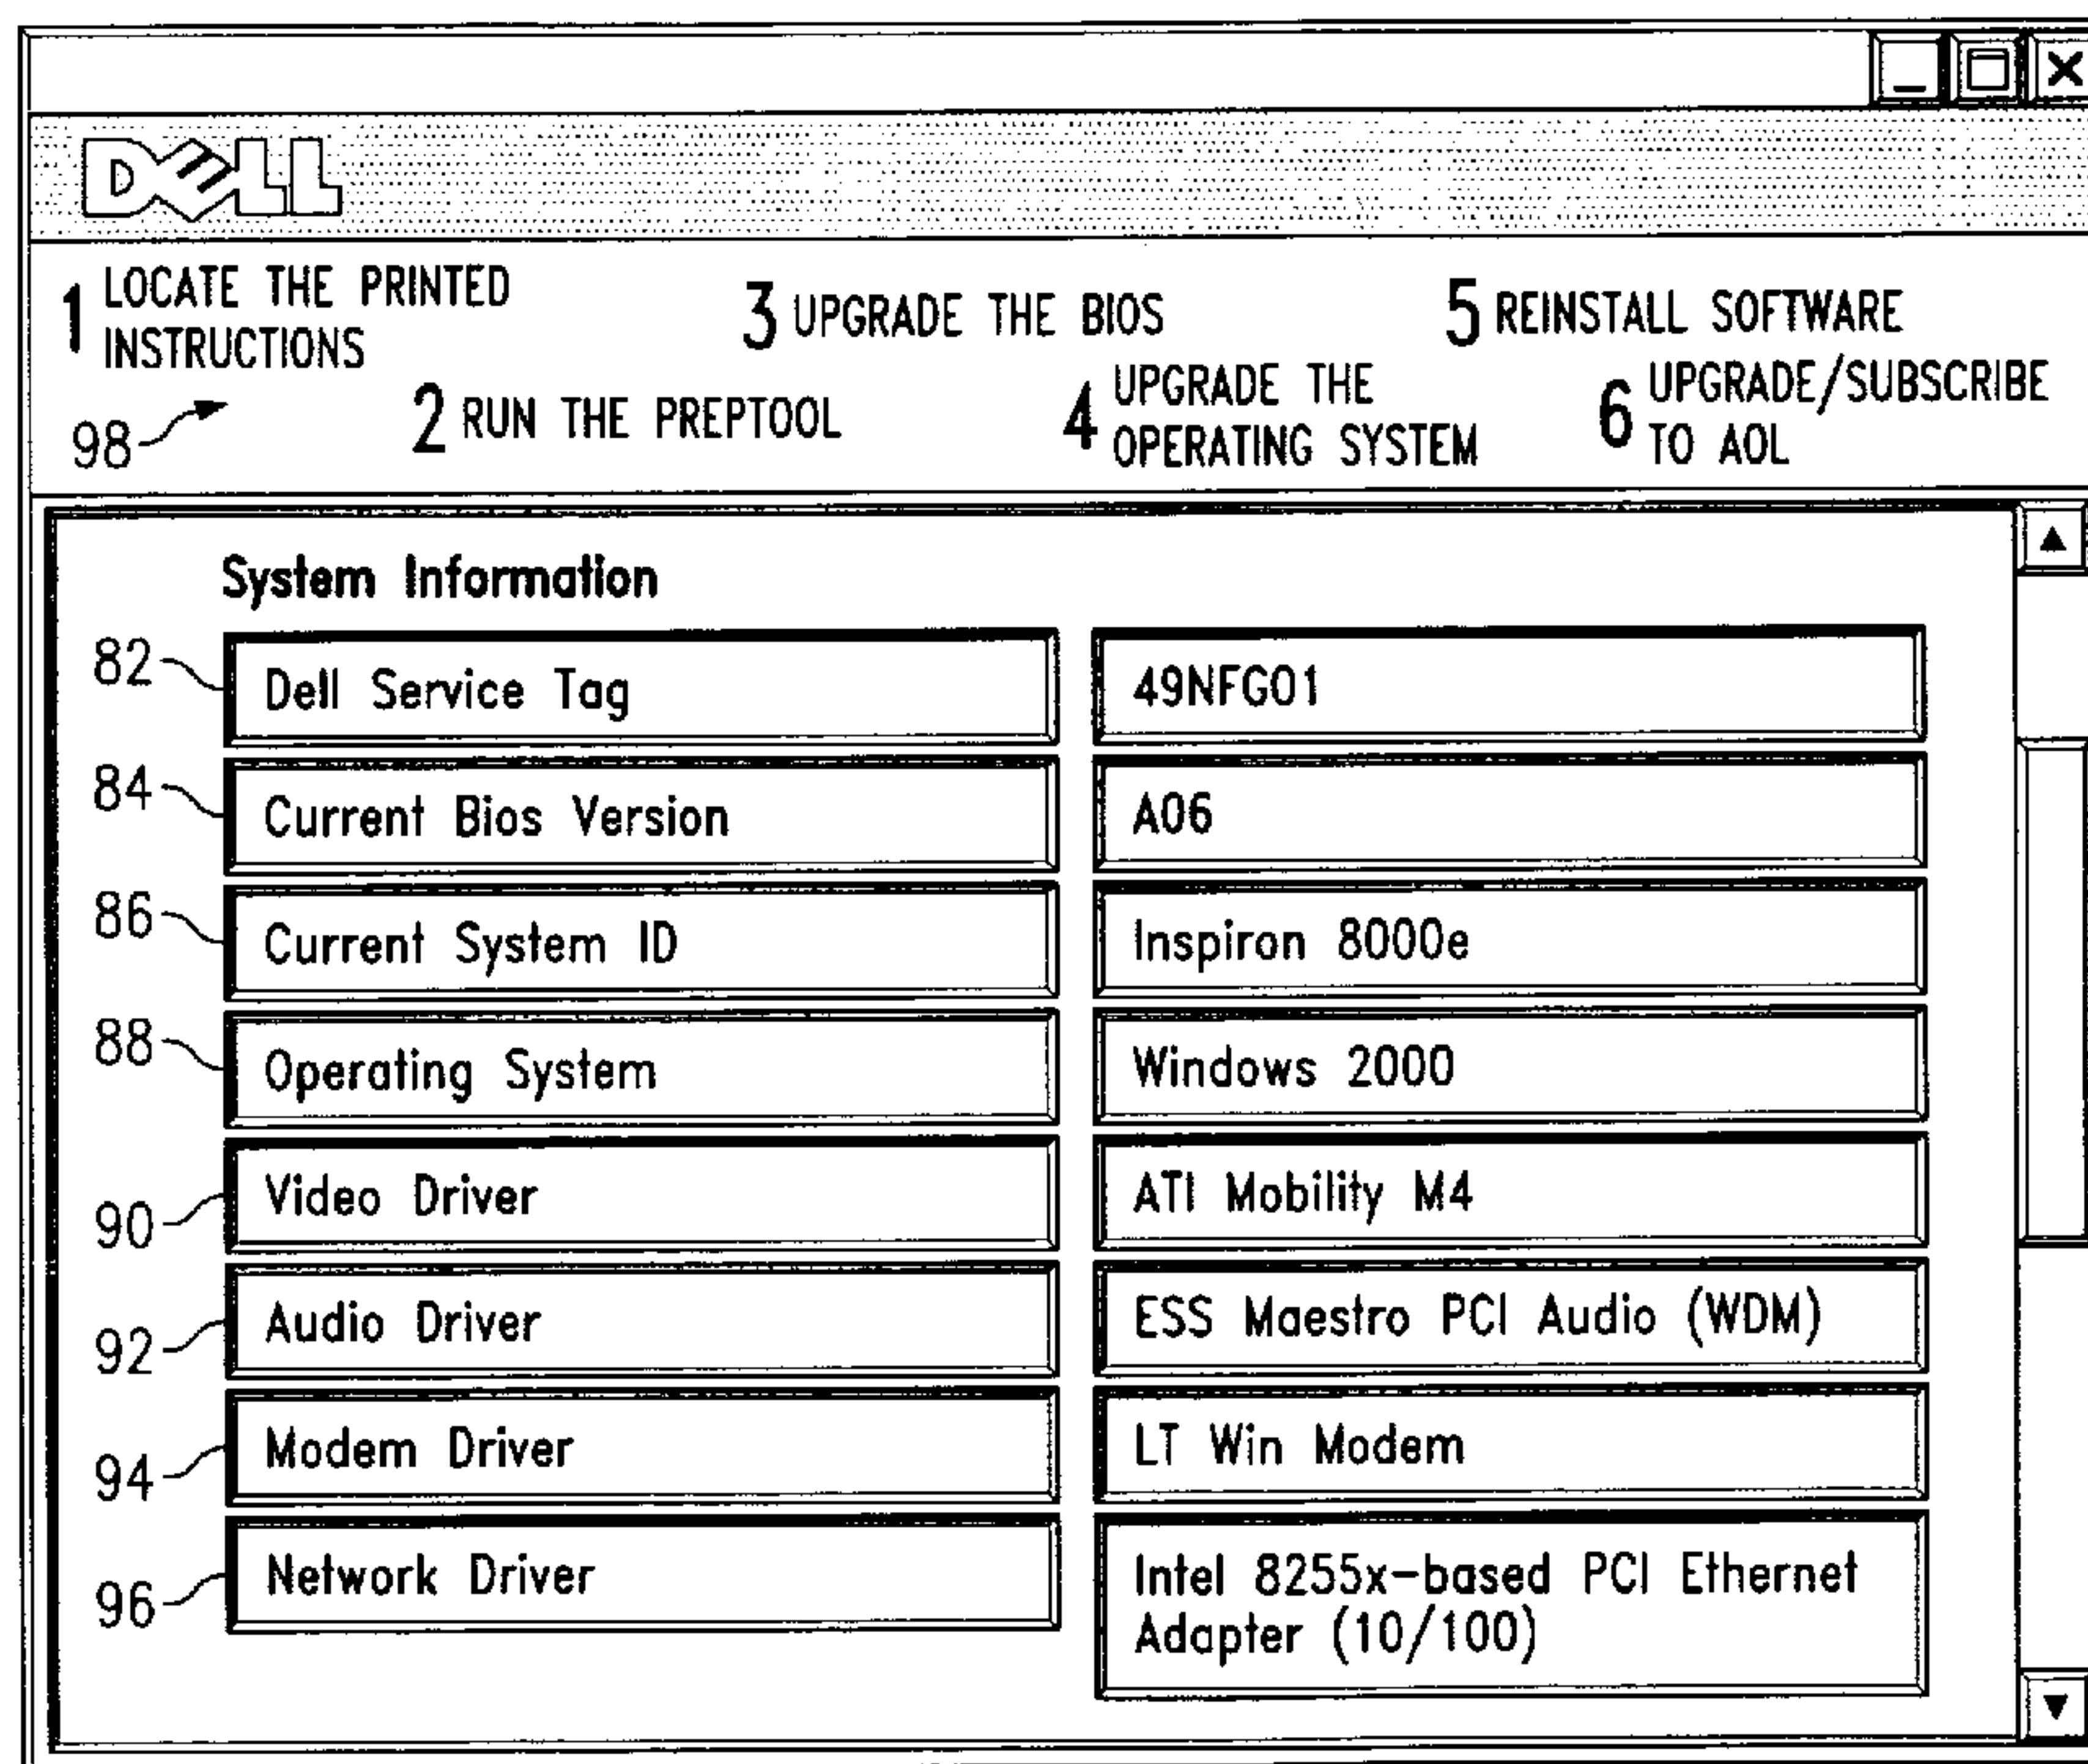 DELL
1 LOCATE THE PRINTED
INSTRUCTIONS
2 RUN THE PREPTOOL
3 UPGRADE THE BIOS
4 UPGRADE THE
OPERATING SYSTEM
5 REINSTALL SOFTWARE
6 UPGRADE/SUBSCRIBE
TO AOL
98
System Information
82 Dell Service Tag 49NFG01
84 Current Bios Version A06
86 Current System ID Inspiron 8000e
88 Operating System Windows 2000
90 Video Driver ATI Mobility M4
92 Audio Driver ESS Maestro PCI Audio (WDM)
94 Modem Driver LT Win Modem
96 Network Driver Intel 8255x-based PCI Ethernet
Adapter (10/100)